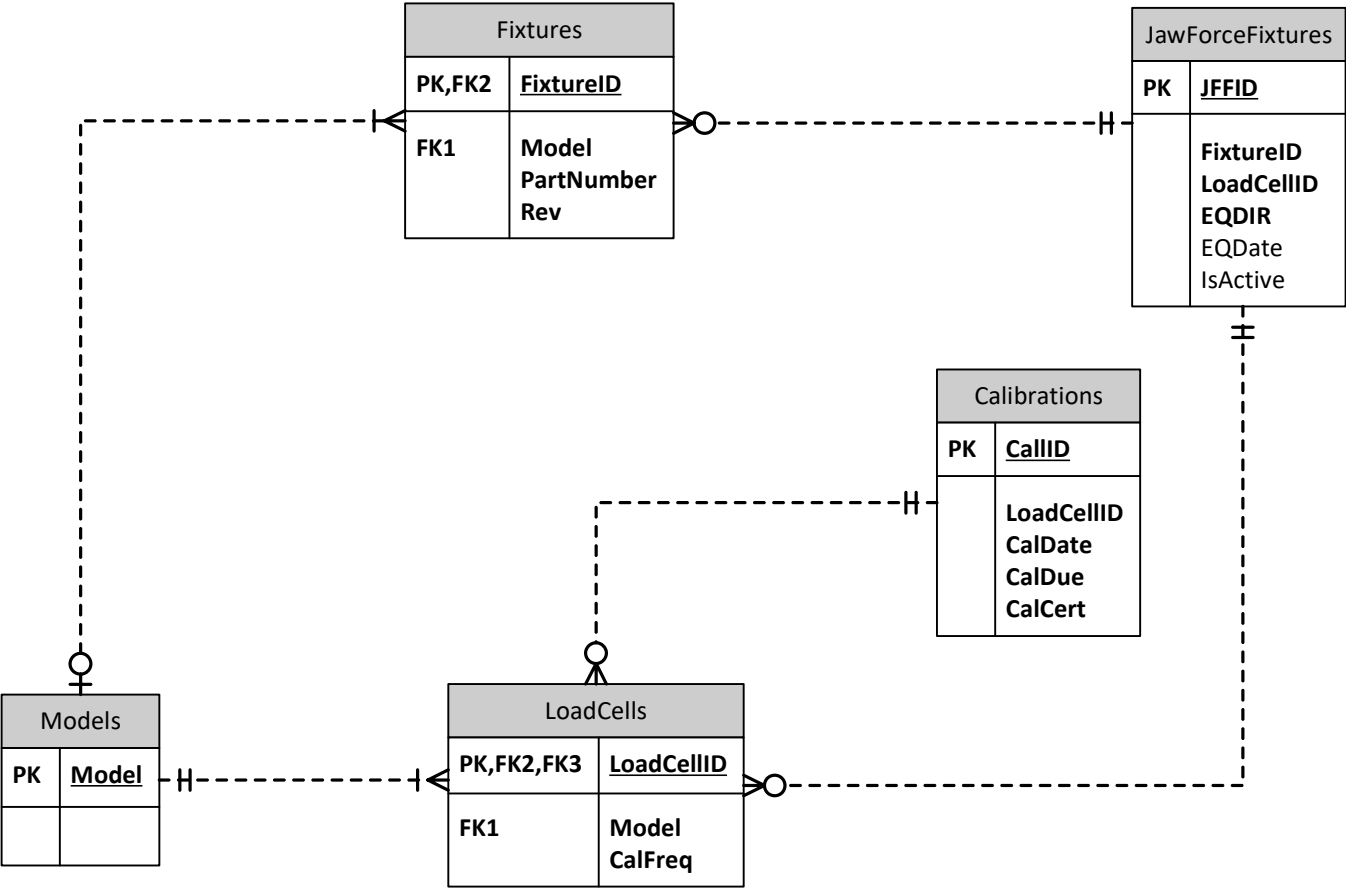 Fixtures
PK,FK2 FixtureID
FK1 Model
PartNumber
Rev
JawForceFixtures
PK JFFID
FixtureID
LoadCellID
EQDIR
EQDate
IsActive
Calibrations
PK CallID
LoadCellID
CalDate
CalDue
CalCert
Models
PK Model
LoadCells
PK,FK2,FK3 LoadCellID
FK1 Model
CalFreq